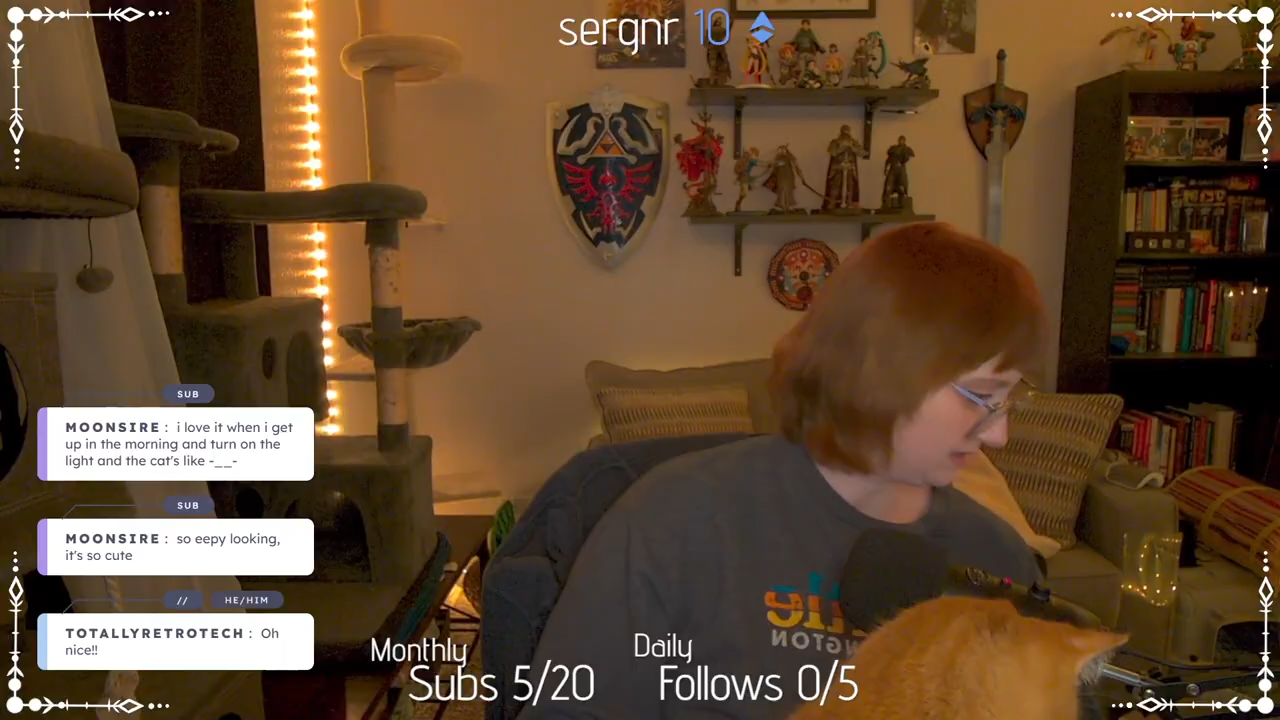 sergnr 10
SUB
MOONSIRE : i love it when i get
up in the morning and turn on the
light and the cat's like -__-
SUB
MOONSIRE : so eepy looking,
it's so cute
// HE/HIM
TOTALLYRETROTECH : Oh
nice!!
Monthly
Subs 5/20
Daily
Follows 0/5